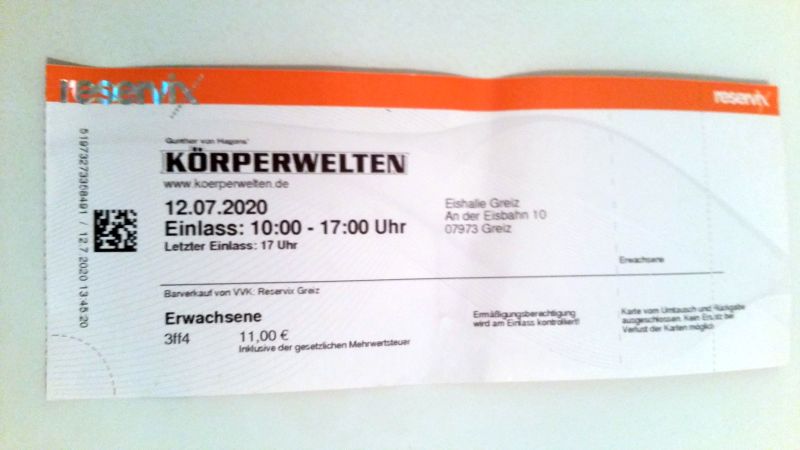 reservix
reservix
Gunther von Hagens'
KÖRPERWELTEN
www.koerperwelten.de
12.07.2020
Einlass: 10:00 - 17:00 Uhr
Letzter Einlass: 17 Uhr
Eishalle Greiz
An der Eisbahn 10
07973 Greiz
Erwachsene
Barverkauf von VVK: Reservix Greiz
Erwachsene
3ff4 11,00 €
Inklusive der gesetzlichen Mehrwertsteuer
Ermäßigungsberechtigung
wird am Einlass kontrolliert!
Karte vom Umtausch und Rückgabe
ausgeschlossen. Kein Ersatz bei
Verlust der Karten möglich
/ 12.7.2020 13:45:20